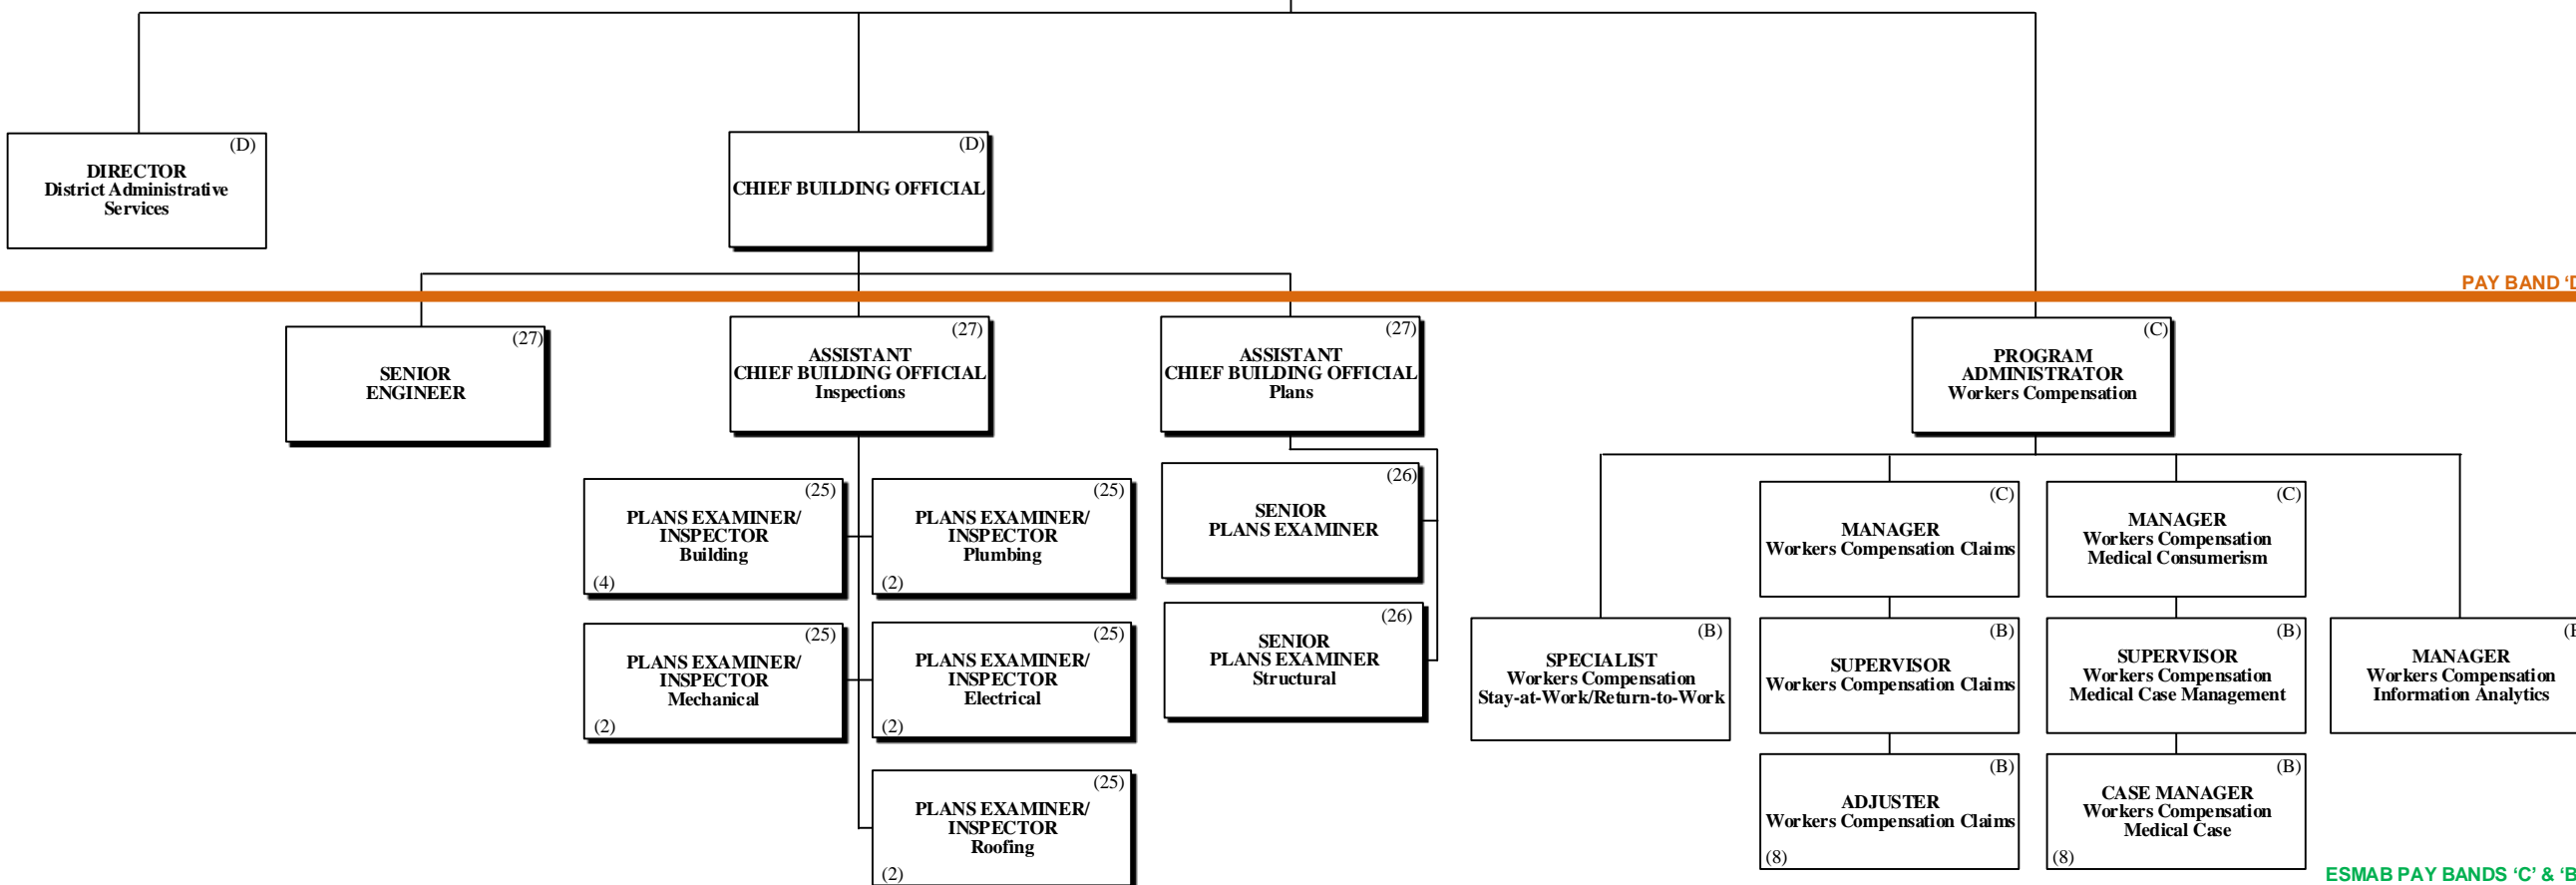 (D)
DIRECTOR
District Administrative
Services
(D)
CHIEF BUILDING OFFICIAL
PAY BAND ‘D
(27)
SENIOR
ENGINEER
(27)
ASSISTANT
CHIEF BUILDING OFFICIAL
Inspections
(27)
ASSISTANT
CHIEF BUILDING OFFICIAL
Plans
(C)
PROGRAM
ADMINISTRATOR
Workers Compensation
(25)
PLANS EXAMINER/
INSPECTOR
Building
(4)
(25)
PLANS EXAMINER/
INSPECTOR
Plumbing
(2)
(26)
SENIOR
PLANS EXAMINER
(C)
MANAGER
Workers Compensation Claims
(C)
MANAGER
Workers Compensation
Medical Consumerism
(25)
PLANS EXAMINER/
INSPECTOR
Mechanical
(2)
(25)
PLANS EXAMINER/
INSPECTOR
Electrical
(2)
(26)
SENIOR
PLANS EXAMINER
Structural
(B)
SPECIALIST
Workers Compensation
Stay-at-Work/Return-to-Work
(B)
SUPERVISOR
Workers Compensation Claims
(B)
SUPERVISOR
Workers Compensation
Medical Case Management
(B
MANAGER
Workers Compensation
Information Analytics
(25)
PLANS EXAMINER/
INSPECTOR
Roofing
(2)
(B)
ADJUSTER
Workers Compensation Claims
(8)
(B)
CASE MANAGER
Workers Compensation
Medical Case
(8)
ESMAB PAY BANDS ‘C’ & ‘B